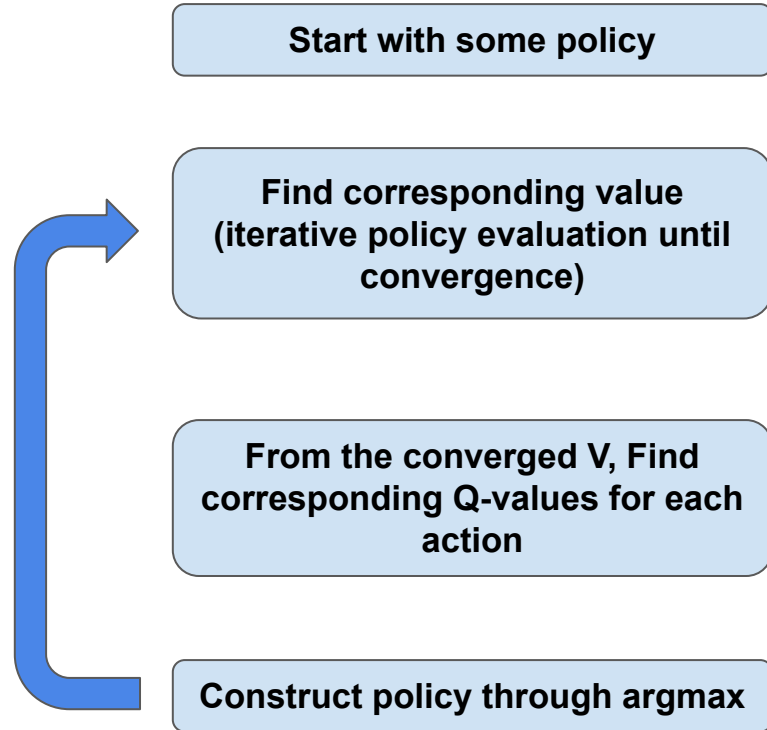 Start with some policy
Find corresponding value
(iterative policy evaluation until
convergence)
From the converged V, Find
corresponding Q-values for each
action
Construct policy through argmax